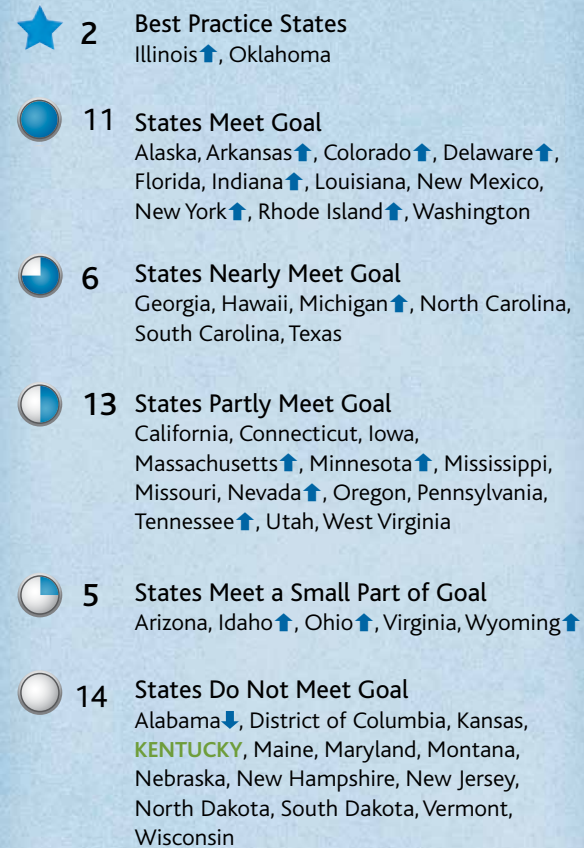 2 Best Practice States
Illinois⬆, Oklahoma
11 States Meet Goal
Alaska, Arkansas⬆, Colorado⬆, Delaware⬆,
Florida, Indiana⬆, Louisiana, New Mexico,
New York⬆, Rhode Island⬆, Washington
6 States Nearly Meet Goal
Georgia, Hawaii, Michigan⬆, North Carolina,
South Carolina, Texas
13 States Partly Meet Goal
California, Connecticut, Iowa,
Massachusetts⬆, Minnesota⬆, Mississippi,
Missouri, Nevada⬆, Oregon, Pennsylvania,
Tennessee⬆, Utah, West Virginia
5 States Meet a Small Part of Goal
Arizona, Idaho⬆, Ohio⬆, Virginia, Wyoming⬆
14 States Do Not Meet Goal
Alabama⬇, District of Columbia, Kansas,
KENTUCKY, Maine, Maryland, Montana,
Nebraska, New Hampshire, New Jersey,
North Dakota, South Dakota, Vermont,
Wisconsin